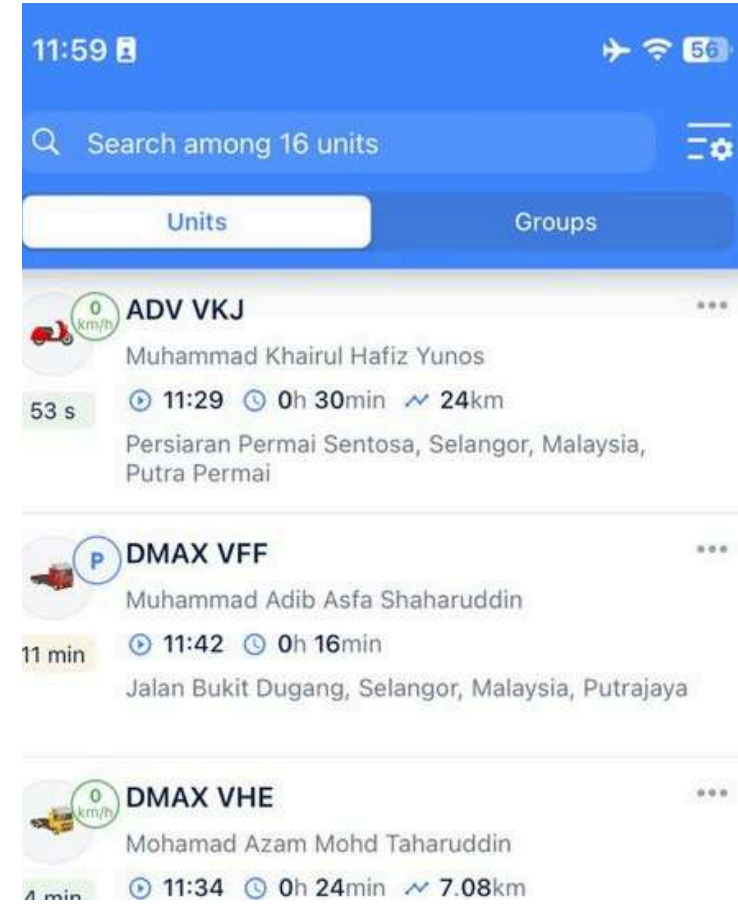 11:59
56
Search among 16 units
Units
Groups
0
km/h
ADV VKJ
Muhammad Khairul Hafiz Yunos
53 s
11:29 0h 30min 24km
Persiaran Permai Sentosa, Selangor, Malaysia,
Putra Permai
P
DMAX VFF
Muhammad Adib Asfa Shaharuddin
11 min
11:42 0h 16min
Jalan Bukit Dugang, Selangor, Malaysia, Putrajaya
0
km/h
DMAX VHE
Mohamad Azam Mohd Taharuddin
4 min
11:34 0h 24min 7.08km